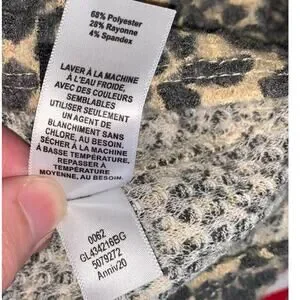 68% Polyester
28% Rayonne
4% Spandex
LAVER À LA MACHINE
À L'EAU FROIDE,
AVEC DES COULEURS
SEMBLABLES
UTILISER SEULEMENT
UN AGENT DE
BLANCHIMENT SANS
CHLORE, AU BESOIN.
SÉCHER À LA MACHINE
À BASSE TEMPÉRATURE,
REPASSER À
TEMPÉRATURE
MOYENNE, AU BESOIN.
0062
GL434216BG
5079272
Anniv20